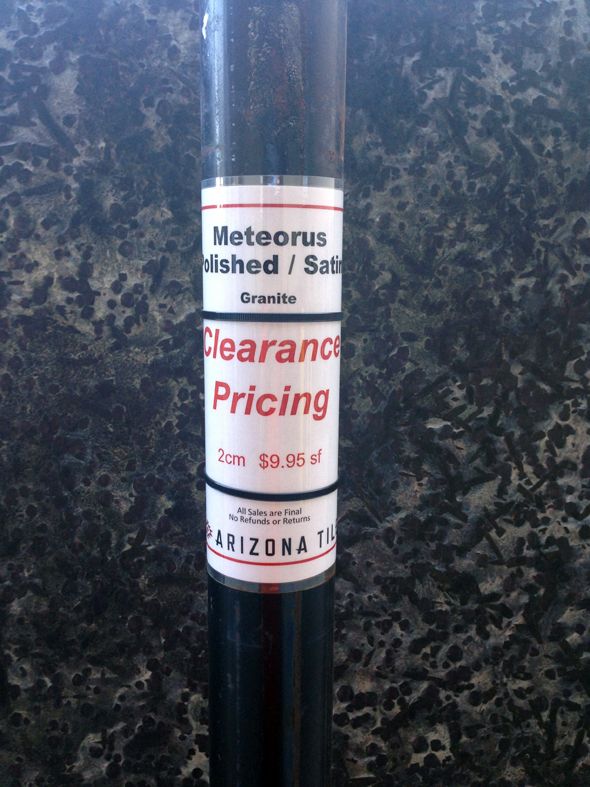 Meteorus
olished / Satin
Granite
Clearance
Pricing
2cm $9.95 sf
All Sales are Final
No Refunds or Returns
ARIZONA TIL